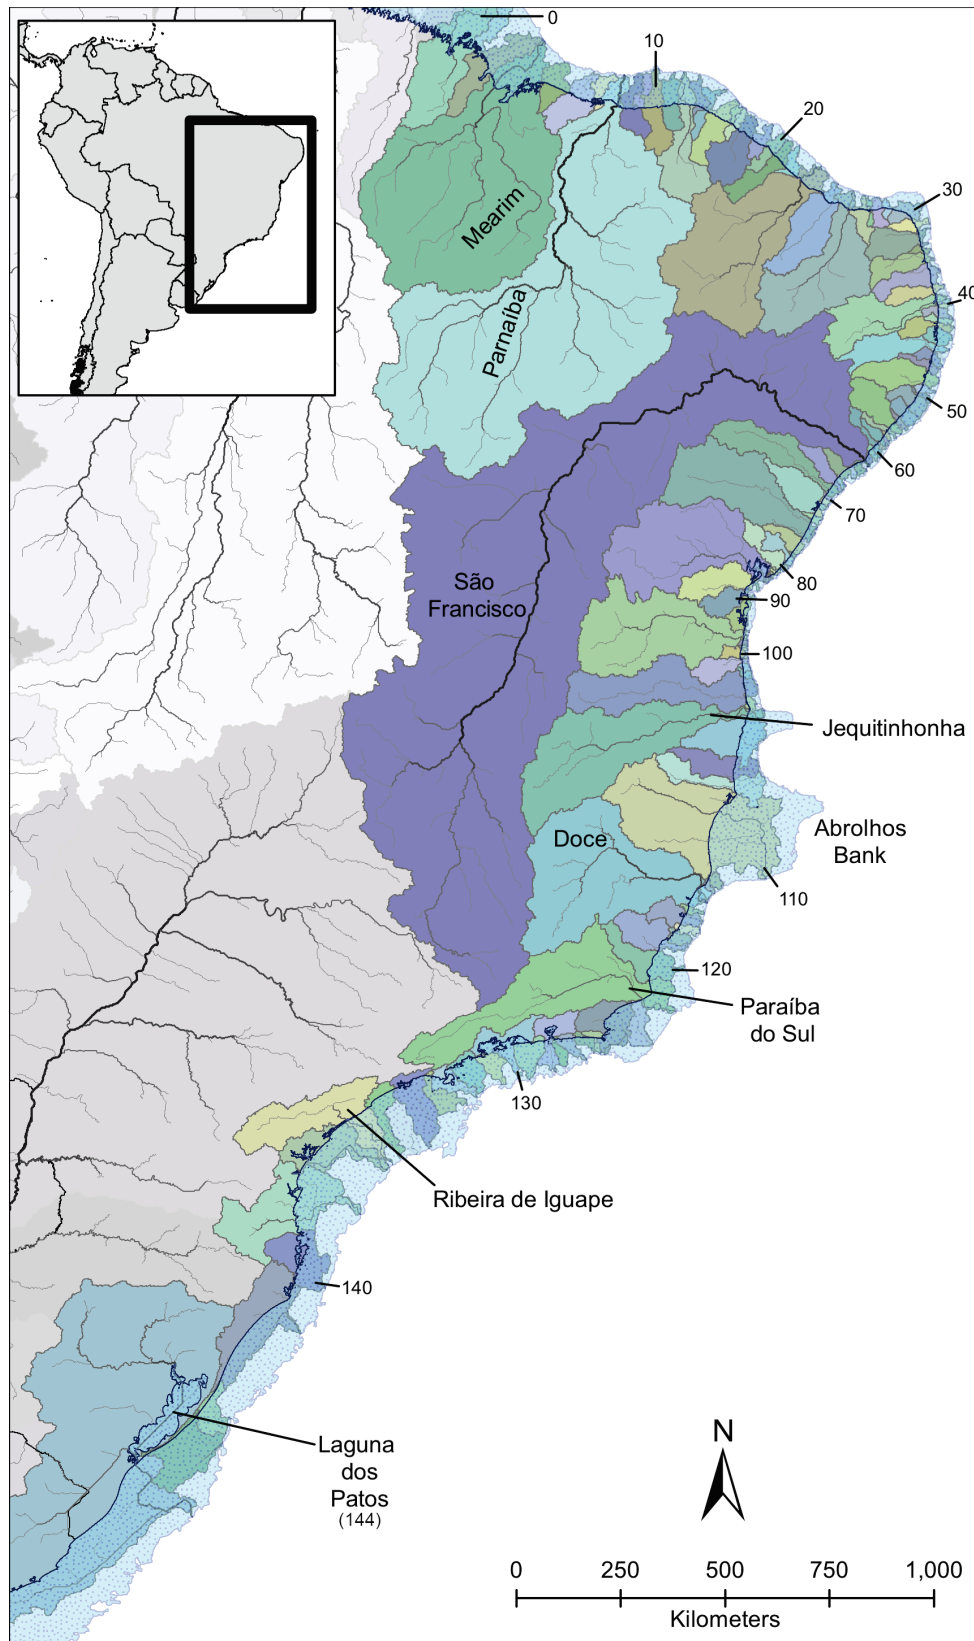 0
10
20
30
40
50
60
70
80
90
100
Mearim
Parnaíba
São
Francisco
Jequitinhonha
Doce
Abrolhos
Bank
110
120
Paraíba
do Sul
130
Ribeira de Iguape
140
Laguna
dos
Patos
(144)
N
0 250 500 750 1,000
Kilometers